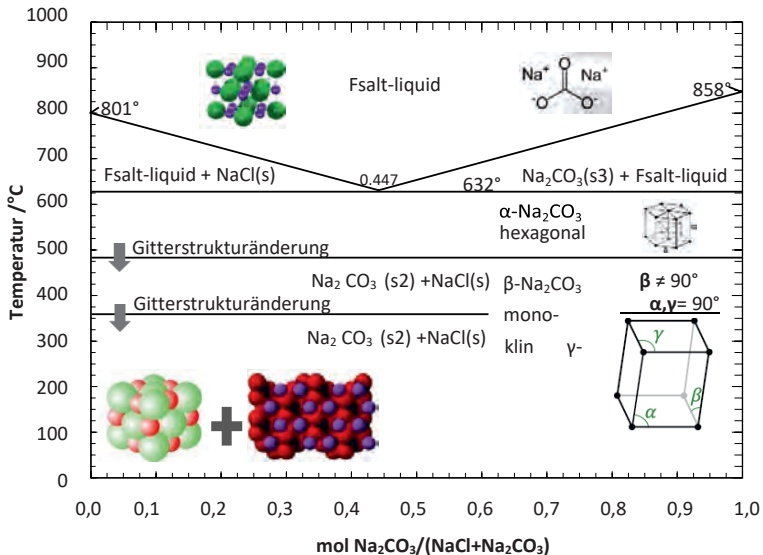 1000
900
800
700
600
500
400
300
200
100
0
Temperatur /°C
Fsalt-liquid
Na⁺
O
Na⁺
⁻O
O⁻
801°
858°
Fsalt-liquid + NaCl(s)
0.447
632°
Na₂CO₃(s3) + Fsalt-liquid
α-Na₂CO₃
hexagonal
Gitterstrukturänderung
Na₂ CO₃ (s2) +NaCl(s)
β-Na₂CO₃
β ≠ 90°
Gitterstrukturänderung
α,γ= 90°
mono-
Na₂ CO₃ (s2) +NaCl(s)
klin γ-
γ
β
α
0,0 0,1 0,2 0,3 0,4 0,5 0,6 0,7 0,8 0,9 1,0
mol Na₂CO₃/(NaCl+Na₂CO₃)